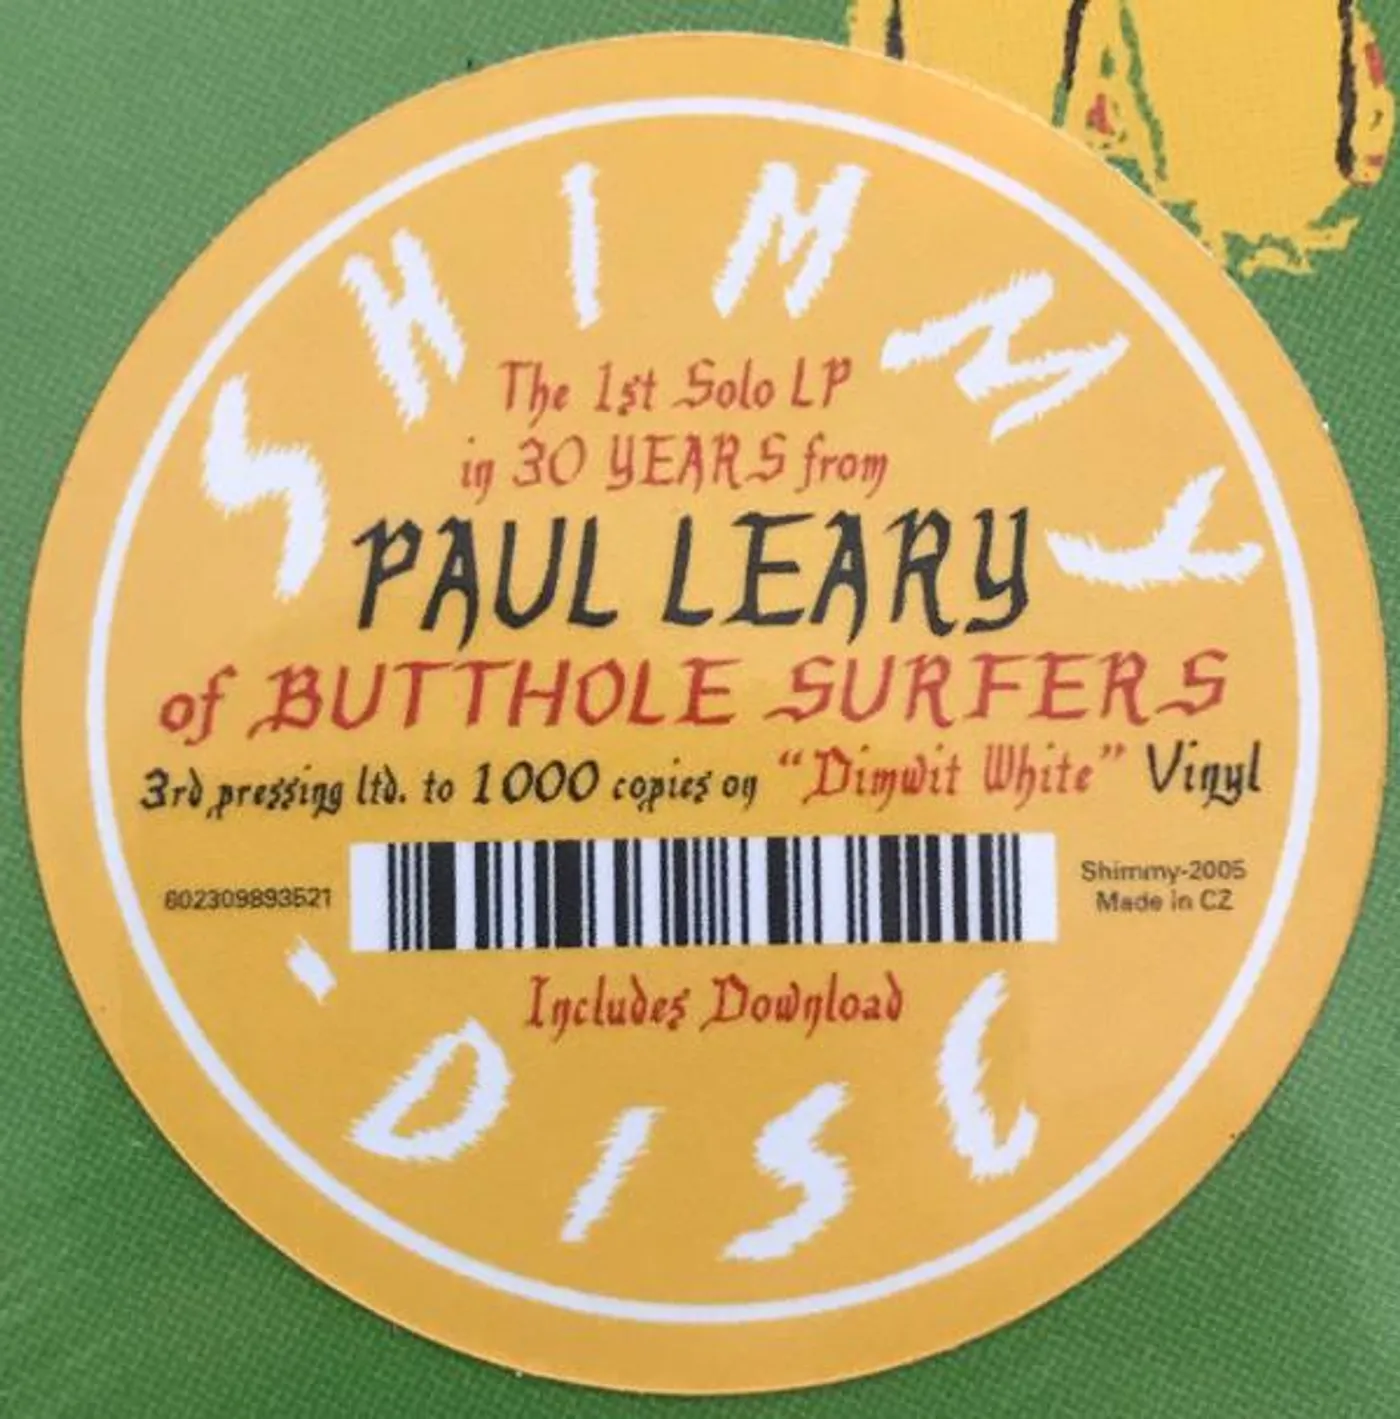 SHIMMY
The 1st Solo LP
in 30 YEARS from
PAUL LEARY
of BUTTHOLE SURFERS
3rd pressing ltd. to 1000 copies on "Dimwit White" Vinyl
602309893521
Shimmy-2005
Made in CZ
Includes Download
DISC